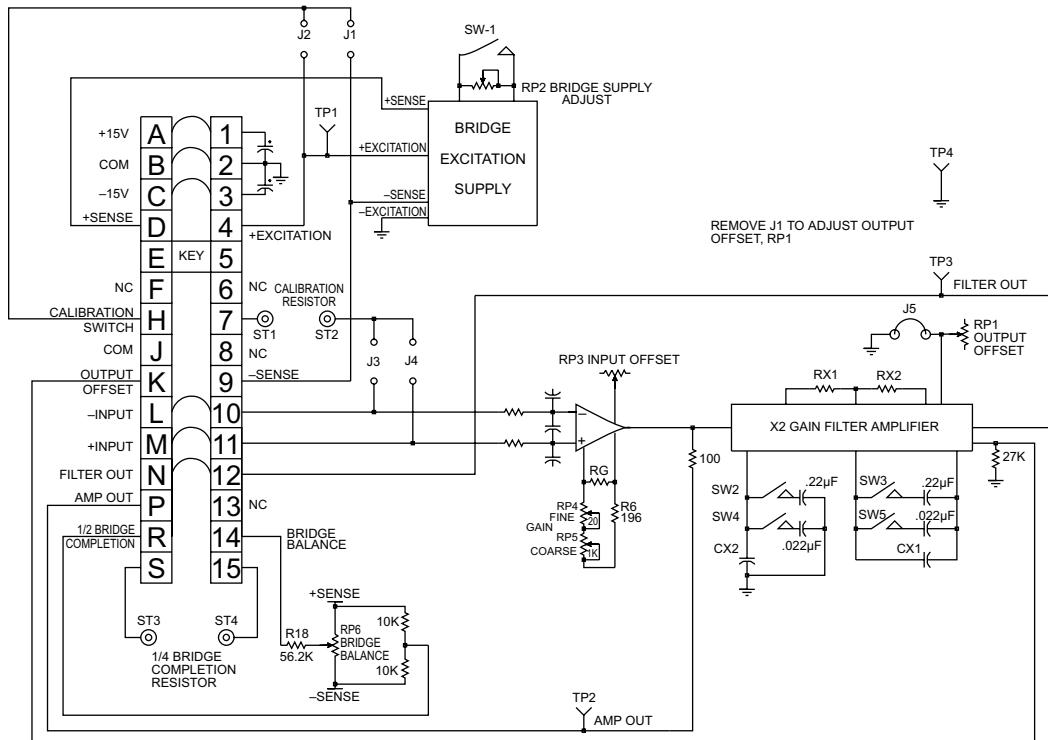 J2
J1
SW-1
RP2 BRIDGE SUPPLY
ADJUST
+SENSE
TP1
BRIDGE
EXCITATION
SUPPLY
+EXCITATION
–SENSE
–EXCITATION
TP4
REMOVE J1 TO ADJUST OUTPUT
OFFSET, RP1
TP3
FILTER OUT
+15V
A
1
COM
B
2
–15V
C
3
+SENSE
D
4
+EXCITATION
E
KEY
5
NC
F
6
NC
CALIBRATION
RESISTOR
CALIBRATION
SWITCH
H
7
ST1
ST2
COM
J
8
NC
OUTPUT
OFFSET
K
9
–SENSE
–INPUT
L
10
+INPUT
M
11
FILTER OUT
N
12
AMP OUT
P
13
NC
1/2 BRIDGE
COMPLETION
R
14
BRIDGE
BALANCE
S
15
J3
J4
RP3 INPUT OFFSET
–
+
RG
RP4
FINE
20
GAIN
RP5
COARSE
1K
R6
196
J5
RP1
OUTPUT
OFFSET
RX1
RX2
X2 GAIN FILTER AMPLIFIER
100
27K
SW2
.22µF
SW4
.022µF
CX2
SW3
.22µF
SW5
.022µF
CX1
ST3
ST4
1/4 BRIDGE
COMPLETION
RESISTOR
R18
56.2K
+SENSE
RP6
BRIDGE
BALANCE
10K
10K
–SENSE
TP2
AMP OUT